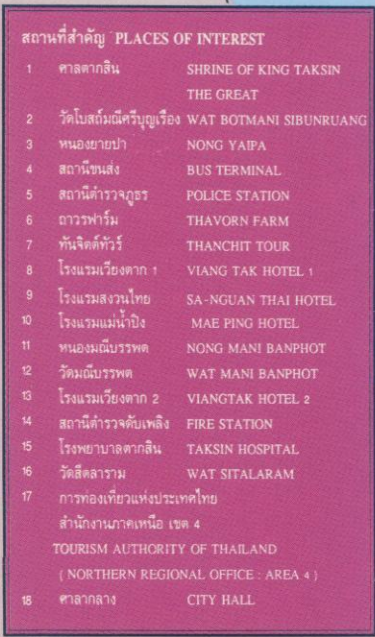 สถานที่สำคัญ PLACES OF INTEREST
1 ศาลตากสิน SHRINE OF KING TAKSIN
THE GREAT
2 วัดโบสถ์มณีศรีบุญเรือง WAT BOTMANI SIBUNRUANG
3 หนองยายปา NONG YAIPA
4 สถานีขนส่ง BUS TERMINAL
5 สถานีตำรวจภูธร POLICE STATION
6 ถาวรฟาร์ม THAVORN FARM
7 ทันจิตต์ทัวร์ THANCHIT TOUR
8 โรงแรมเวียงตาก 1 VIANG TAK HOTEL 1
9 โรงแรมสงวนไทย SA-NGUAN THAI HOTEL
10 โรงแรมแม่น้ำปิง MAE PING HOTEL
11 หนองมณีบรรพต NONG MANI BANPHOT
12 วัดมณีบรรพต WAT MANI BANPHOT
13 โรงแรมเวียงตาก 2 VIANGTAK HOTEL 2
14 สถานีตำรวจดับเพลิง FIRE STATION
15 โรงพยาบาลตากสิน TAKSIN HOSPITAL
16 วัดสีตลาราม WAT SITALARAM
17 การท่องเที่ยวแห่งประเทศไทย
สำนักงานภาคเหนือ เขต 4
TOURISM AUTHORITY OF THAILAND
( NORTHERN REGIONAL OFFICE : AREA 4 )
18 ศาลากลาง CITY HALL